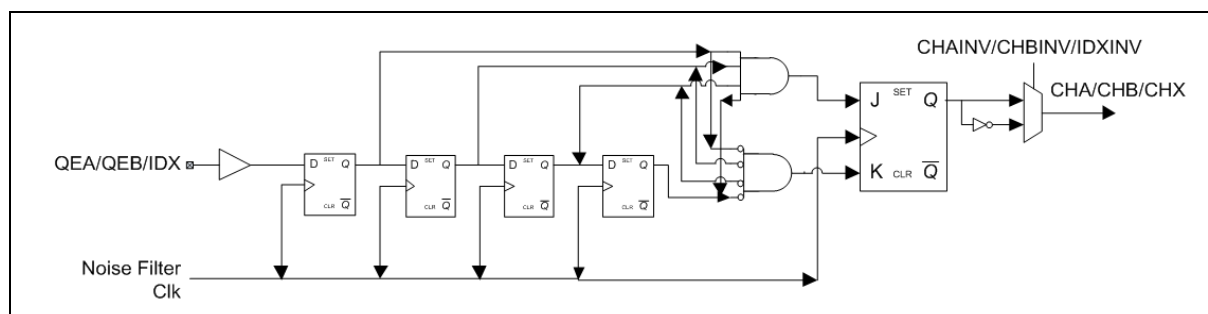 CHAINV/CHBINV/IDXINV
CHA/CHB/CHX
J SET Q
K CLR Q
QEA/QEB/IDX
D SET Q
CLR Q
D SET Q
CLR Q
D SET Q
CLR Q
D SET Q
CLR Q
Noise Filter
Clk